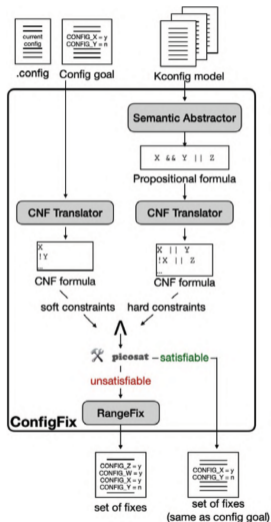 current
config
CONFIG_X = y
CONFIG_Y = n
.config
Config goal
Kconfig model
Semantic Abstractor
X && Y || Z
Propositional formula
CNF Translator
CNF Translator
X
!Y
…
X || Y
!X || Z
…
CNF formula
CNF formula
soft constraints
hard constraints
∧
picosat
satisfiable
unsatisfiable
RangeFix
ConfigFix
CONFIG_Z = y
CONFIG_W = y
CONFIG_X = y
CONFIG_Y = n
CONFIG_X = y
CONFIG_Y = n
set of fixes
set of fixes
(same as config goal)